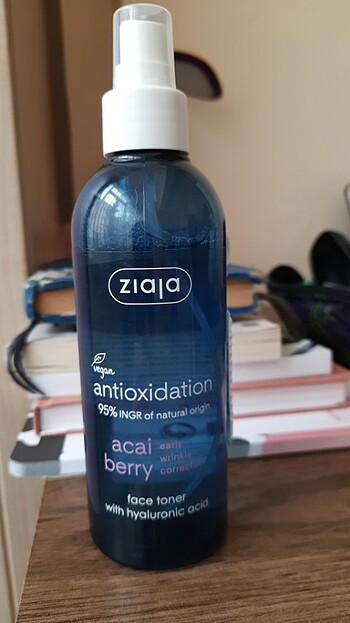 ziaja
vegan
antioxidation
95% INGR of natural origin
acai
berry
early
wrinkle
correction
face toner
with hyaluronic acid